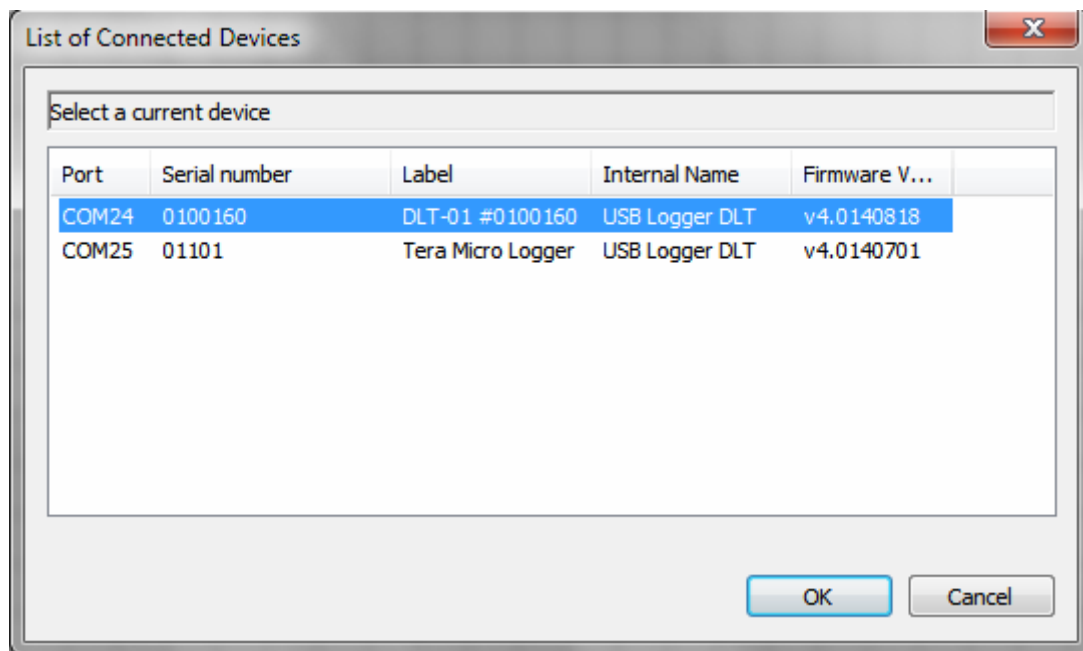 List of Connected Devices
Select a current device
Port Serial number Label Internal Name Firmware V...
COM24 0100160 DLT-01 #0100160 USB Logger DLT v4.0140818
COM25 01101 Tera Micro Logger USB Logger DLT v4.0140701
OK Cancel